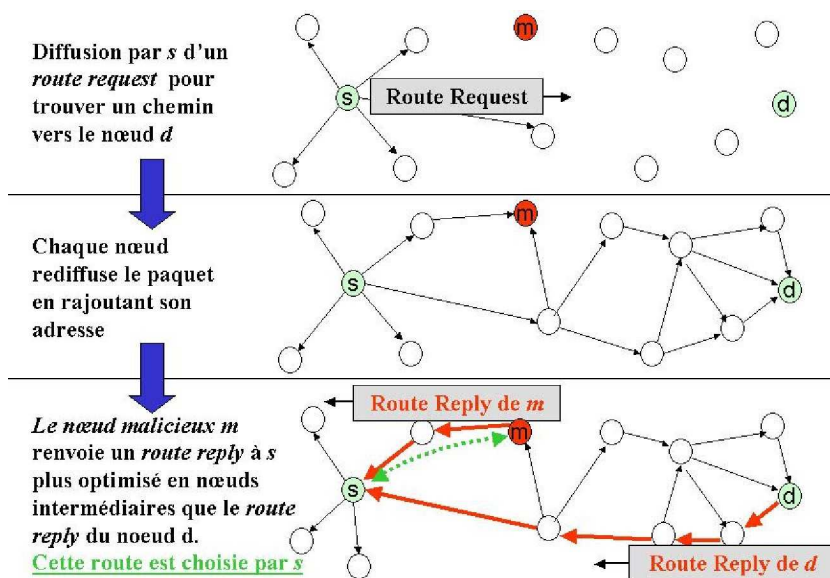 Diffusion par s d'un
route request pour
trouver un chemin
vers le nœud d
m
s
Route Request
d
Chaque nœud
rediffuse le paquet
en rajoutant son
adresse
m
s
d
Le nœud malicieux m
renvoie un route reply à s
plus optimisé en nœuds
intermédiaires que le route
reply du noeud d.
Cette route est choisie par s
Route Reply de m
m
s
d
Route Reply de d